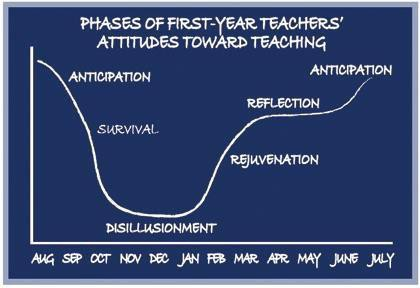 PHASES OF FIRST-YEAR TEACHERS'
ATTITUDES TOWARD TEACHING
ANTICIPATION
ANTICIPATION
REFLECTION
SURVIVAL
REJUVENATION
DISILLUSIONMENT
AUG SEP OCT NOV DEC JAN FEB MAR APR MAY JUNE JULY